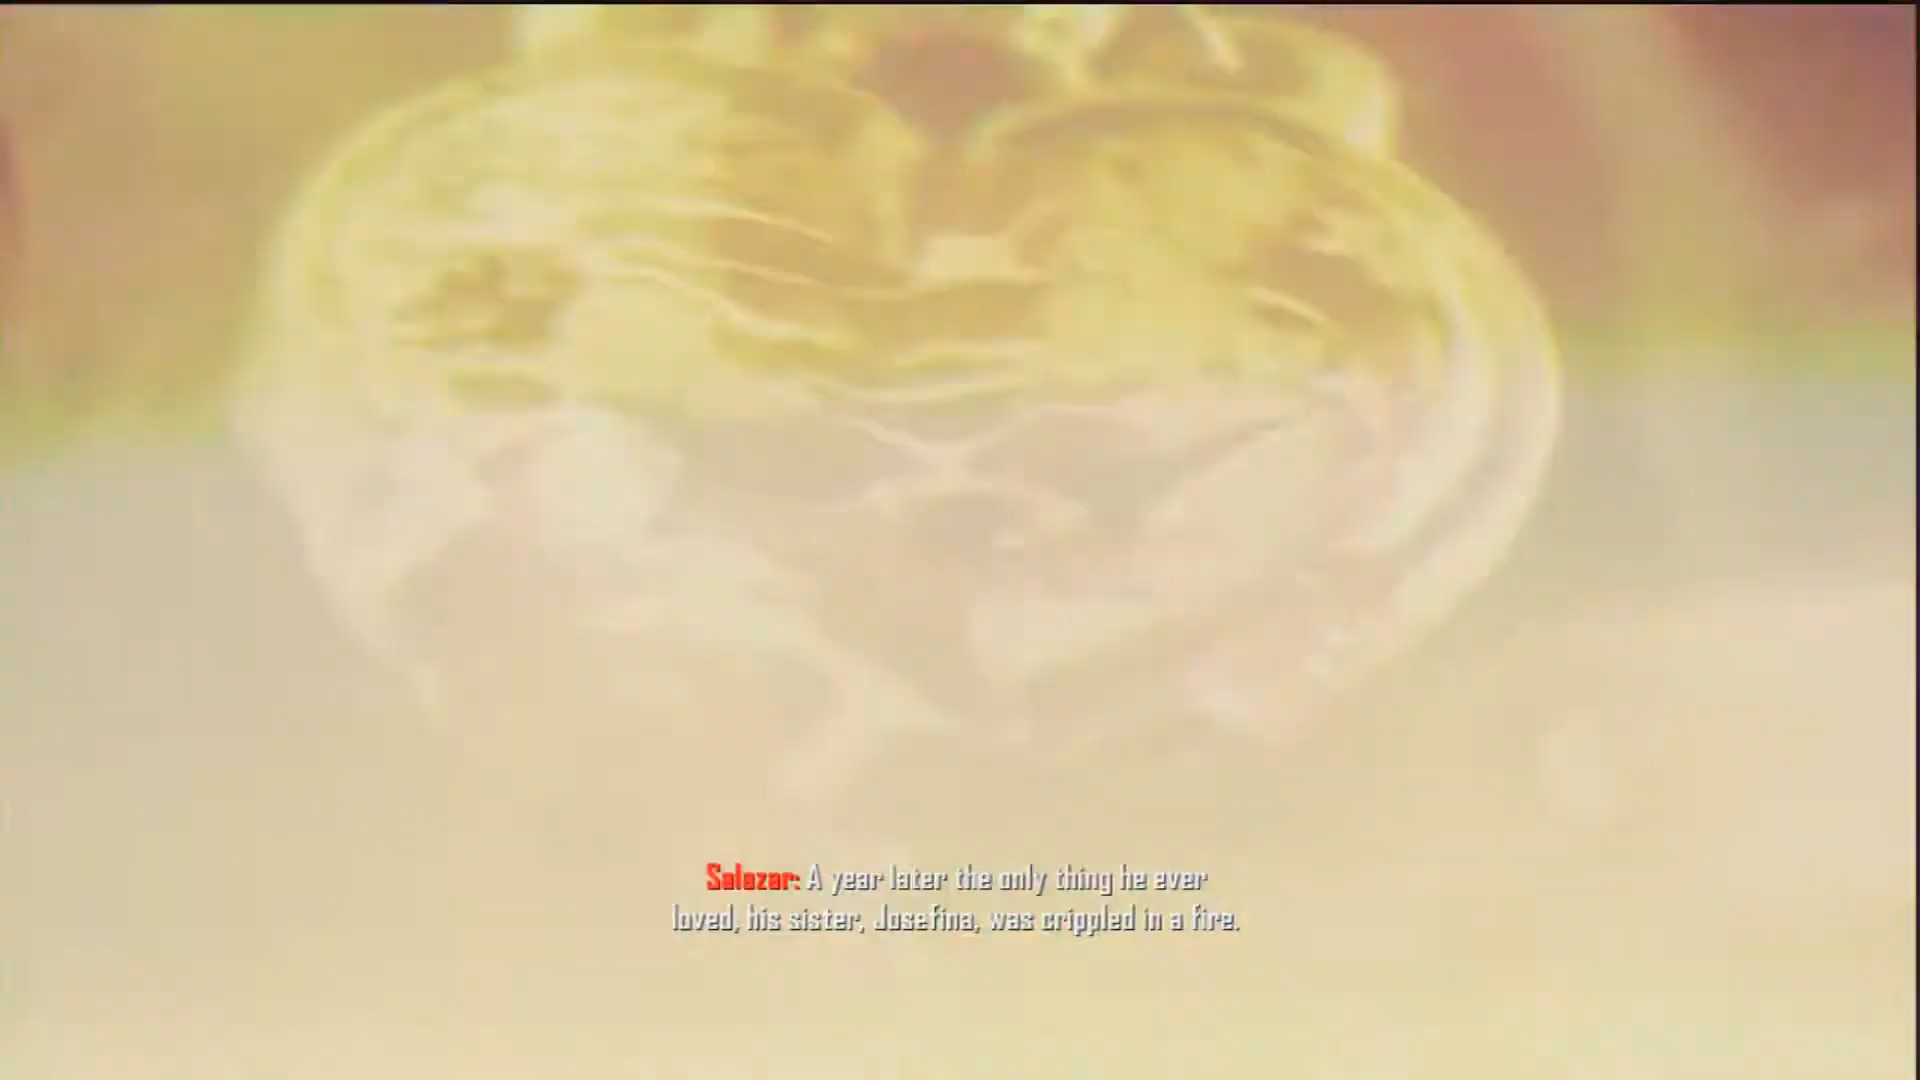 Salazar: A year later the only thing he ever
loved, his sister, Josefina, was crippled in a fire.